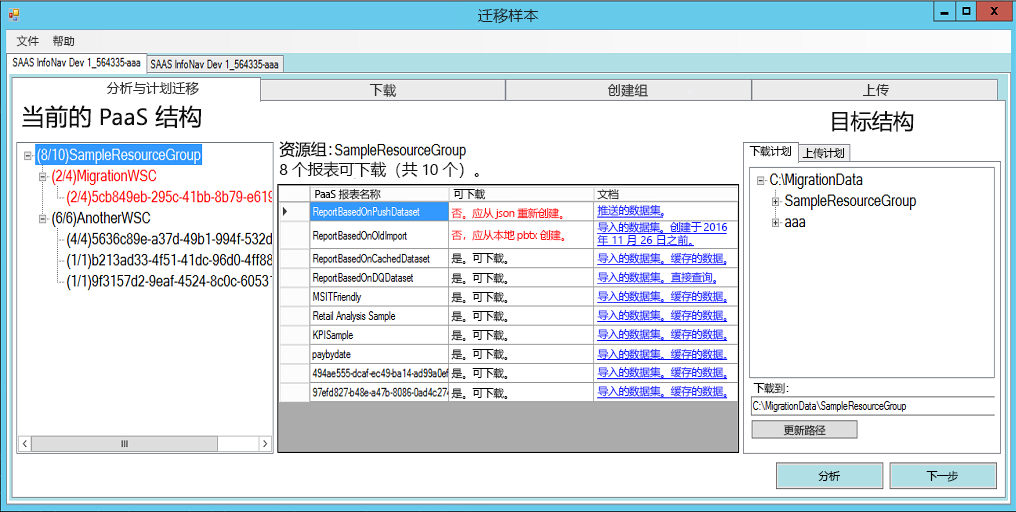 迁移样本
文件 帮助
SAAS InfoNav Dev 1_564335-aaa SAAS InfoNav Dev 1_564335-aaa
分析与计划迁移 下载 创建组 上传
当前的 PaaS 结构
(8/10)SampleResourceGroup
(2/4)MigrationWSC
(2/4)5cb849eb-295c-41bb-8b79-e619
(6/6)AnotherWSC
(4/4)5636c89e-a37d-49b1-994f-532d
(1/1)b213ad33-4f51-41dc-96d0-4ff88
(1/1)9f3157d2-9eaf-4524-8c0c-60537
资源组:SampleResourceGroup
8 个报表可下载（共 10 个）。
PaaS 报表名称 可下载 文档
ReportBasedOnPushDataset 否。应从 json 重新创建。 推送的数据集。
ReportBasedOnOldImport 否，应从本地 pbtx 创建。 导入的数据集。创建于 2016
年 11 月 26 日之前。
ReportBasedOnCachedDataset 是。可下载。 导入的数据集。缓存的数据。
ReportBasedOnDQDataset 是。可下载。 导入的数据集。直接查询。
MSITFriendly 是。可下载。 导入的数据集。缓存的数据。
Retail Analysis Sample 是。可下载。 导入的数据集。缓存的数据。
KPISample 是。可下载。 导入的数据集。缓存的数据。
paybydate 是。可下载。 导入的数据集。缓存的数据。
494ae555-dcaf-ec49-ba14-ad99a0ef 是。可下载。 导入的数据集。缓存的数据。
97efd827-b48e-a47b-8086-0ad4c274 是。可下载。 导入的数据集。缓存的数据。
目标结构
下载计划 上传计划
C:\MigrationData
SampleResourceGroup
aaa
下载到:
C:\MigrationData\SampleResourceGroup
更新路径
分析 下一步